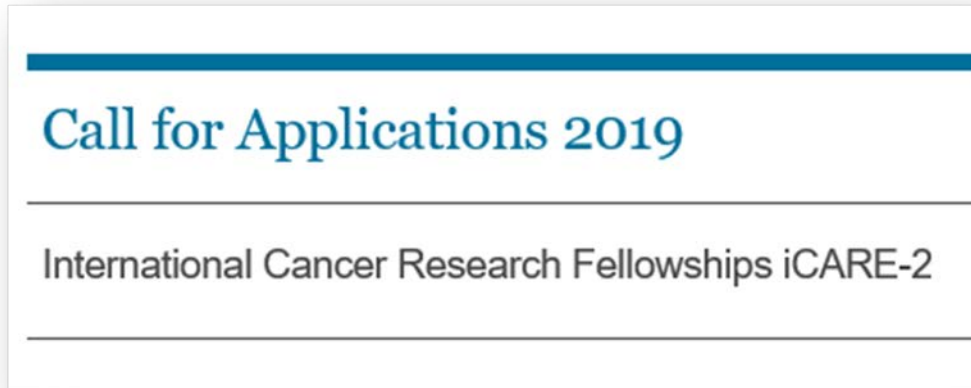 Call for Applications 2019
International Cancer Research Fellowships iCARE-2